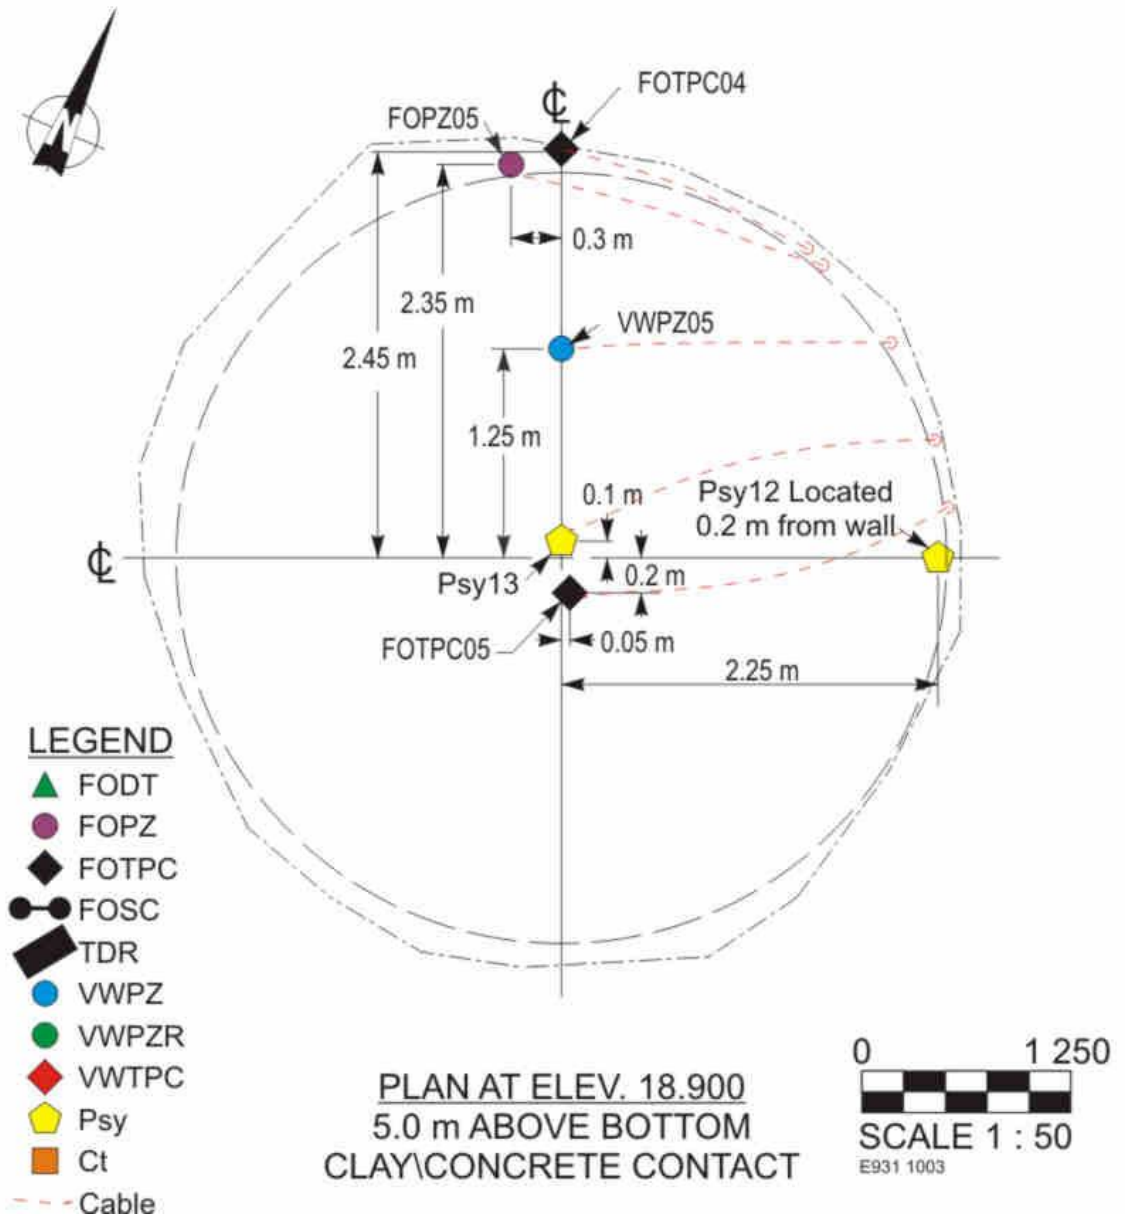 FOTPC04
℄
FOPZ05
0.3 m
2.35 m
VWPZ05
2.45 m
1.25 m
0.1 m
Psy12 Located
0.2 m from wall
℄
Psy13
0.2 m
FOTPC05
0.05 m
2.25 m
LEGEND
FODT
FOPZ
FOTPC
FOSC
TDR
VWPZ
VWPZR
VWTPC
Psy
Ct
Cable
PLAN AT ELEV. 18.900
5.0 m ABOVE BOTTOM
CLAY\CONCRETE CONTACT
0 1 250
SCALE 1 : 50
E931 1003